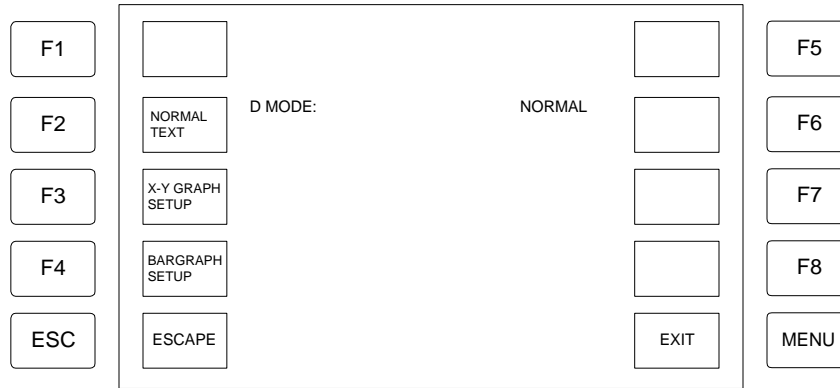 F1
F5
F2
NORMAL
TEXT
D MODE:
NORMAL
F6
F3
X-Y GRAPH
SETUP
F7
F4
BARGRAPH
SETUP
F8
ESC
ESCAPE
EXIT
MENU